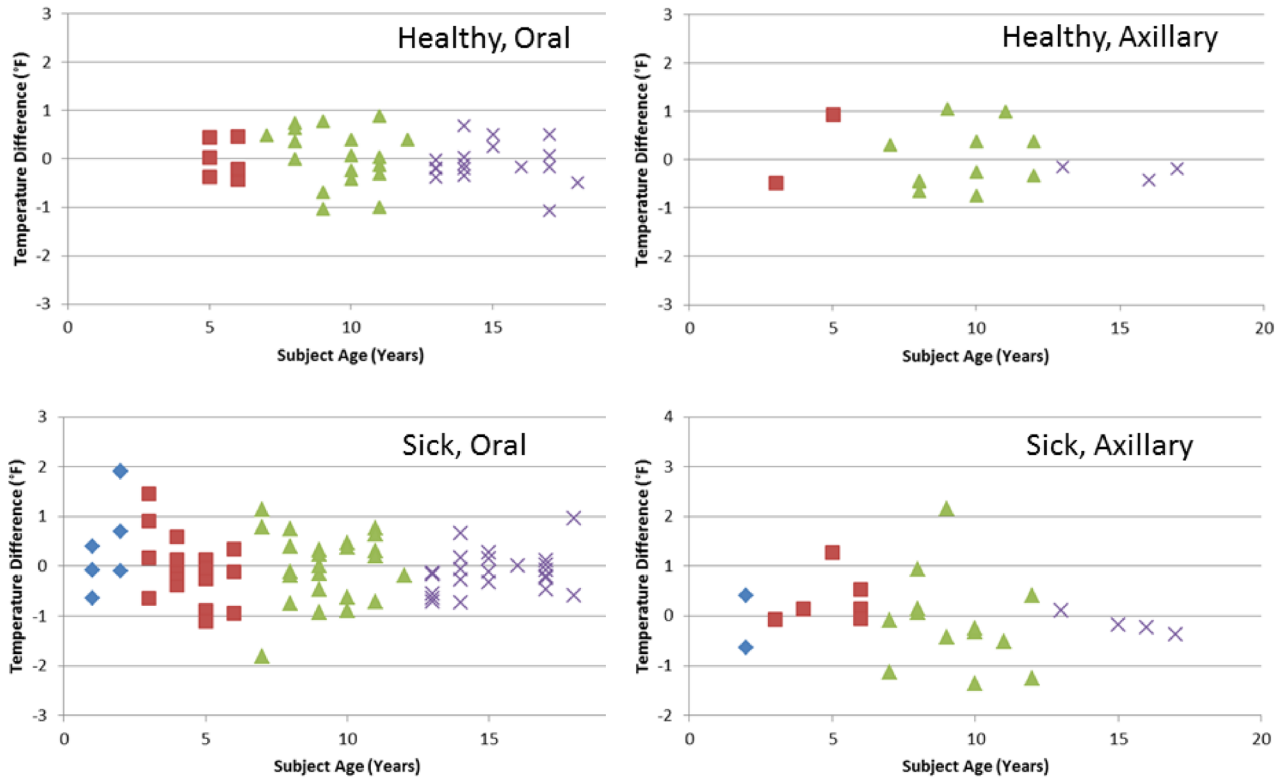 Healthy, Oral
Temperature Difference (°F)
3
2
1
0
-1
-2
-3
0 5 10 15
Subject Age (Years)
Healthy, Axillary
Temperature Difference (°F)
3
2
1
0
-1
-2
-3
0 5 10 15 20
Subject Age (Years)
Sick, Oral
Temperature Difference (°F)
3
2
1
0
-1
-2
-3
0 5 10 15
Subject Age (Years)
Sick, Axillary
Temperature Difference (°F)
4
3
2
1
0
-1
-2
0 5 10 15 20
Subject Age (Years)